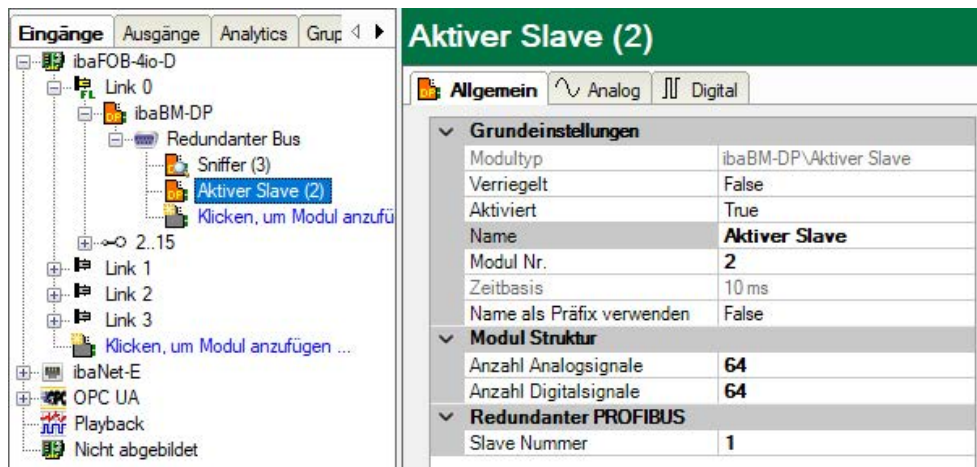 Eingänge Ausgänge Analytics Grup
ibaFOB-4io-D
Link 0
FL
ibaBM-DP
Redundanter Bus
Sniffer (3)
Aktiver Slave (2)
Klicken, um Modul anzufü
2..15
Link 1
Link 2
Link 3
Klicken, um Modul anzufügen ...
ibaNet-E
OPC UA
Playback
Nicht abgebildet
Aktiver Slave (2)
Allgemein Analog Digital
Grundeinstellungen
Modultyp ibaBM-DP\Aktiver Slave
Verriegelt False
Aktiviert True
Name Aktiver Slave
Modul Nr. 2
Zeitbasis 10 ms
Name als Präfix verwenden False
Modul Struktur
Anzahl Analogsignale 64
Anzahl Digitalsignale 64
Redundanter PROFIBUS
Slave Nummer 1